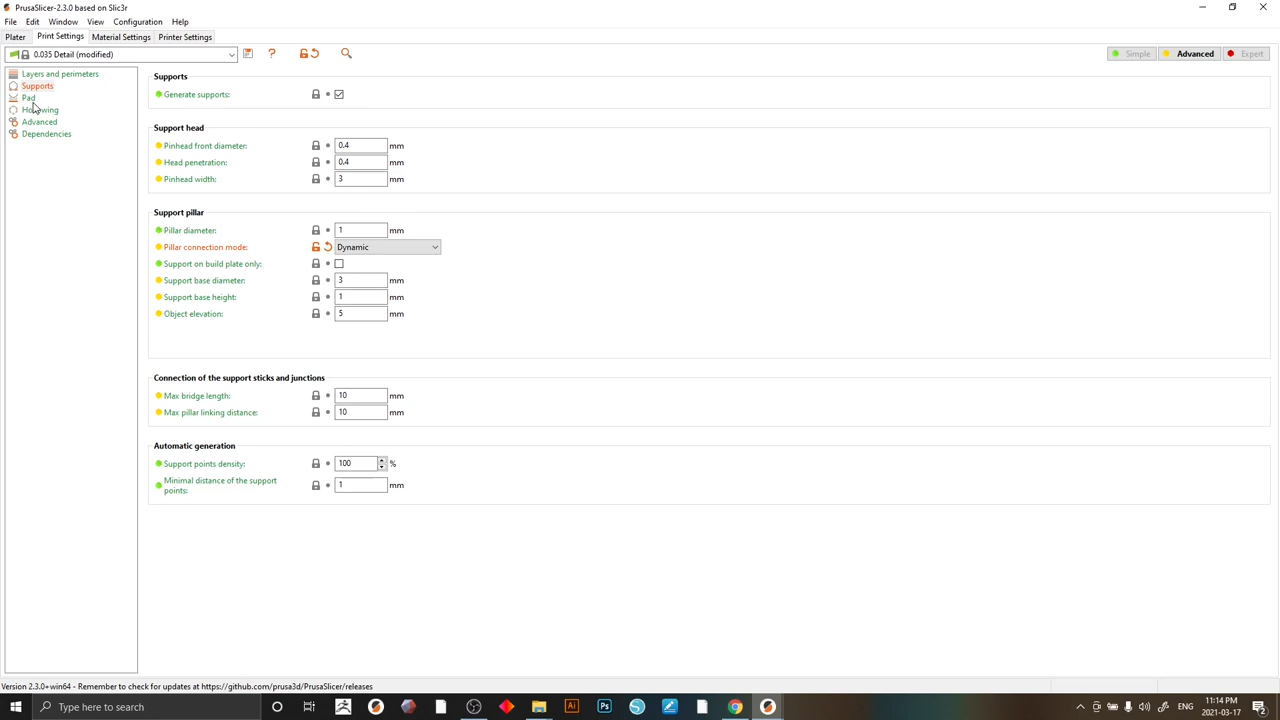 PrusaSlicer-2.3.0 based on Slic3r
File Edit Window View Configuration Help
Plater Print Settings Material Settings Printer Settings
0.035 Detail (modified) Simple Advanced Expert
Layers and perimeters
Supports
Pad
Advanced
Dependencies
Supports
Generate supports:
Support head
Pinhead front diameter: 0.4 mm
Head penetration: 0.4 mm
Pinhead width: 3 mm
Support pillar
Pillar diameter: 1 mm
Pillar connection mode: Dynamic
Support on build plate only:
Support base diameter: 3 mm
Support base height: 1 mm
Object elevation: 5 mm
Connection of the support sticks and junctions
Max bridge length: 10 mm
Max pillar linking distance: 10 mm
Automatic generation
Support points density: 100 %
Minimal distance of the support
points: 1 mm
Version 2.3.0+win64 - Remember to check for updates at https://github.com/prusa3d/PrusaSlicer/releases
Type here to search
ENG
11:14 PM
2021-03-17
2